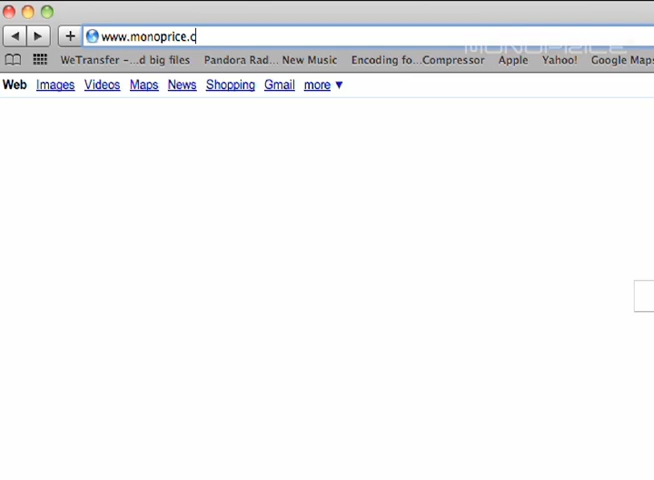 www.monoprice.c
MONOPRICE
WeTransfer -...d big files Pandora Rad... New Music Encoding fo...Compressor Apple Yahoo! Google Maps
Web Images Videos Maps News Shopping Gmail more ▼